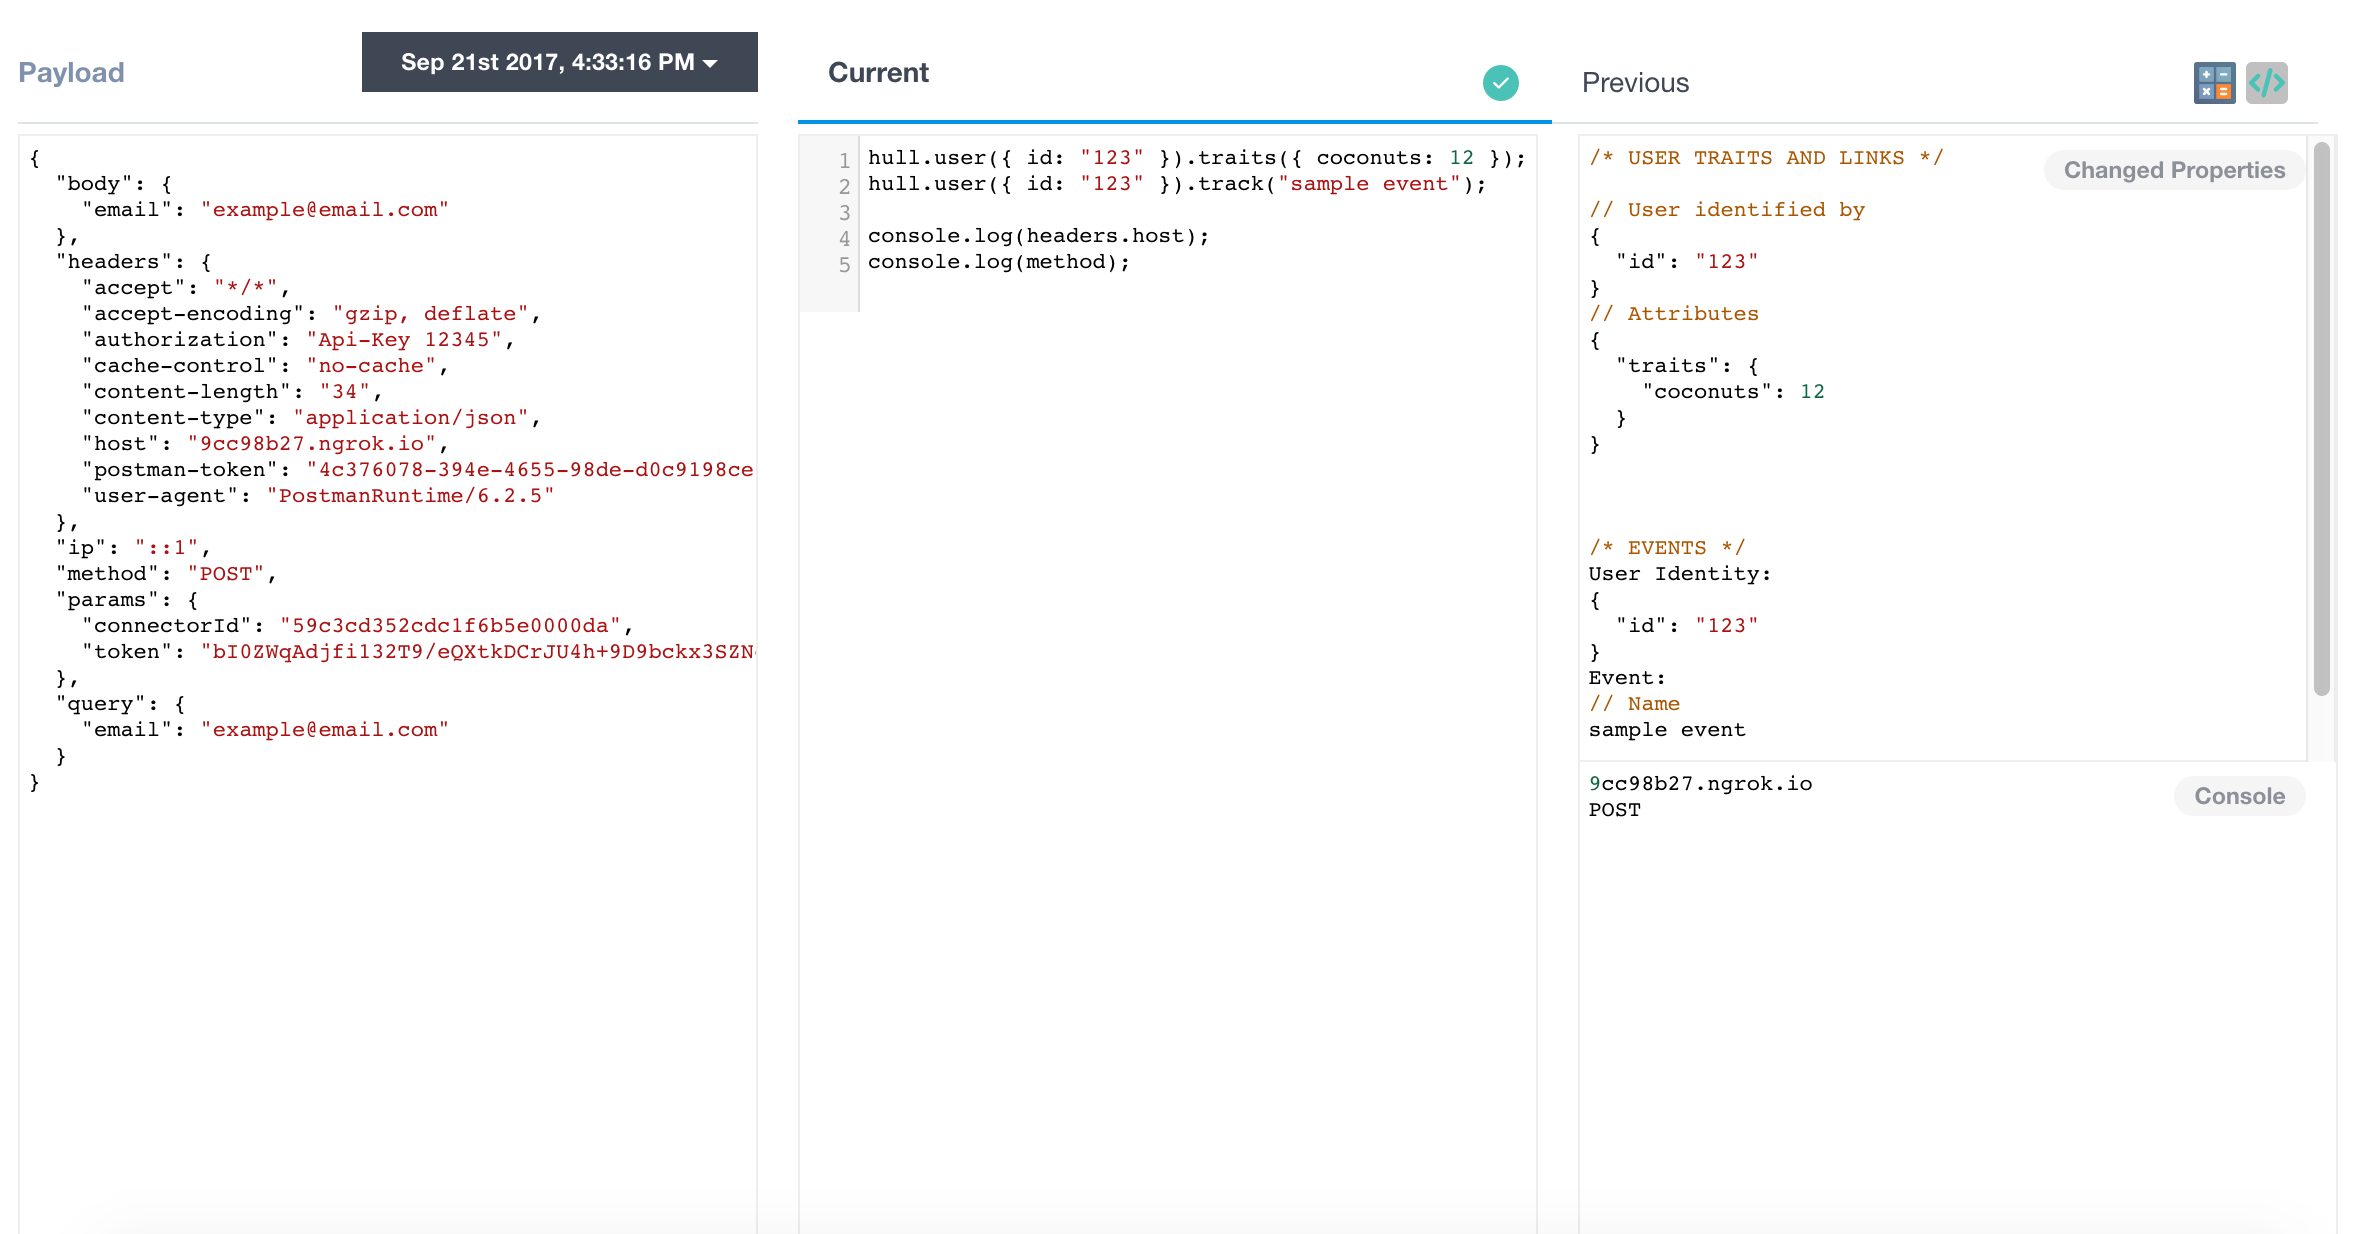 Payload
Sep 21st 2017, 4:33:16 PM
{
  "body": {
    "email": "example@email.com"
  },
  "headers": {
    "accept": "*/*",
    "accept-encoding": "gzip, deflate",
    "authorization": "Api-Key 12345",
    "cache-control": "no-cache",
    "content-length": "34",
    "content-type": "application/json",
    "host": "9cc98b27.ngrok.io",
    "postman-token": "4c376078-394e-4655-98de-d0c9198ce
    "user-agent": "PostmanRuntime/6.2.5"
  },
  "ip": "::1",
  "method": "POST",
  "params": {
    "connectorId": "59c3cd352cdc1f6b5e0000da",
    "token": "bI0ZWqAdjfi132T9/eQXtkDCrJU4h+9D9bckx3SZN
  },
  "query": {
    "email": "example@email.com"
  }
}
Current
1 hull.user({ id: "123" }).traits({ coconuts: 12 });
2 hull.user({ id: "123" }).track("sample event");
3
4 console.log(headers.host);
5 console.log(method);
Previous
/* USER TRAITS AND LINKS */
Changed Properties
// User identified by
{
  "id": "123"
}
// Attributes
{
  "traits": {
    "coconuts": 12
  }
}
/* EVENTS */
User Identity:
{
  "id": "123"
}
Event:
// Name
sample event
9cc98b27.ngrok.io
Console
POST